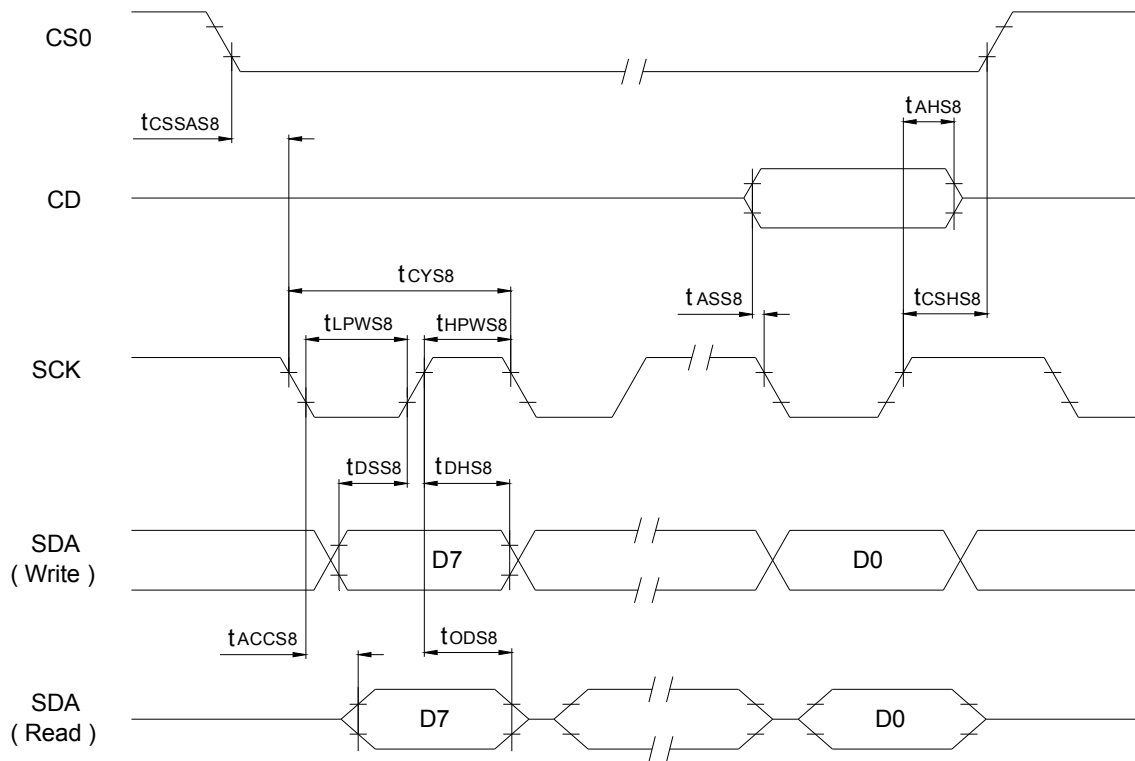 CS0
tCSSAS8
tAHS8
CD
tCYS8
tASS8
tCSHS8
tLPWS8
tHPWS8
SCK
tDSS8
tDHS8
SDA
( Write )
D7
D0
tACCS8
tODS8
SDA
( Read )
D7
D0